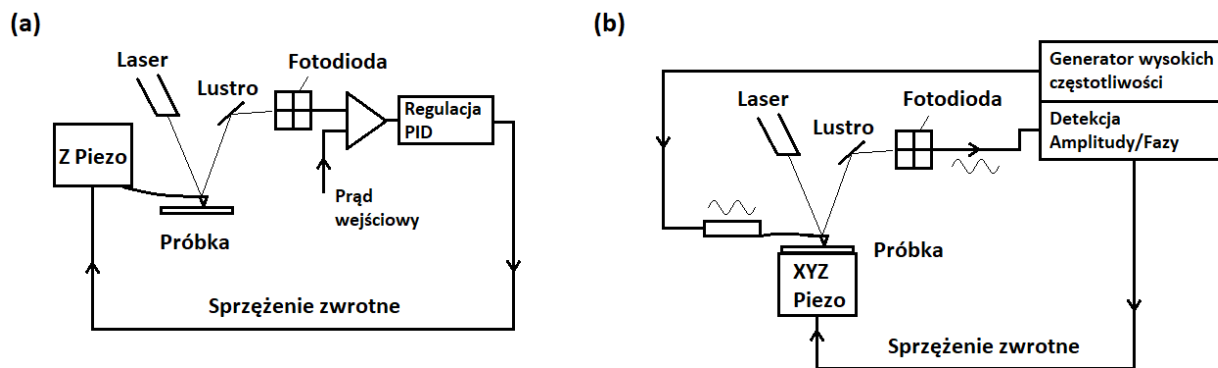 (a)
Laser
Lustro
Fotodioda
Regulacja
PID
Z Piezo
Prąd
wejściowy
Próbka
Sprzężenie zwrotne
(b)
Generator wysokich
częstotliwości
Detekcja
Amplitudy/Fazy
Laser
Lustro
Fotodioda
Próbka
XYZ
Piezo
Sprzężenie zwrotne